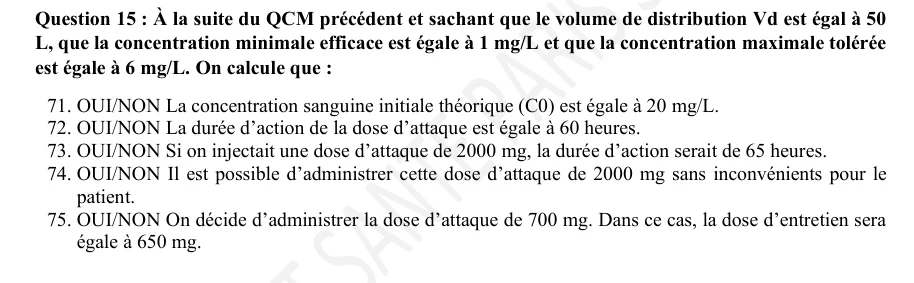 Question 15 : À la suite du QCM précédent et sachant que le volume de distribution Vd est égal à 50
L, que la concentration minimale efficace est égale à 1 mg/L et que la concentration maximale tolérée
est égale à 6 mg/L. On calcule que :
71. OUI/NON La concentration sanguine initiale théorique (C0) est égale à 20 mg/L.
72. OUI/NON La durée d’action de la dose d’attaque est égale à 60 heures.
73. OUI/NON Si on injectait une dose d’attaque de 2000 mg, la durée d’action serait de 65 heures.
74. OUI/NON Il est possible d’administrer cette dose d’attaque de 2000 mg sans inconvénients pour le
patient.
75. OUI/NON On décide d’administrer la dose d’attaque de 700 mg. Dans ce cas, la dose d’entretien sera
égale à 650 mg.
SANTE PARIS